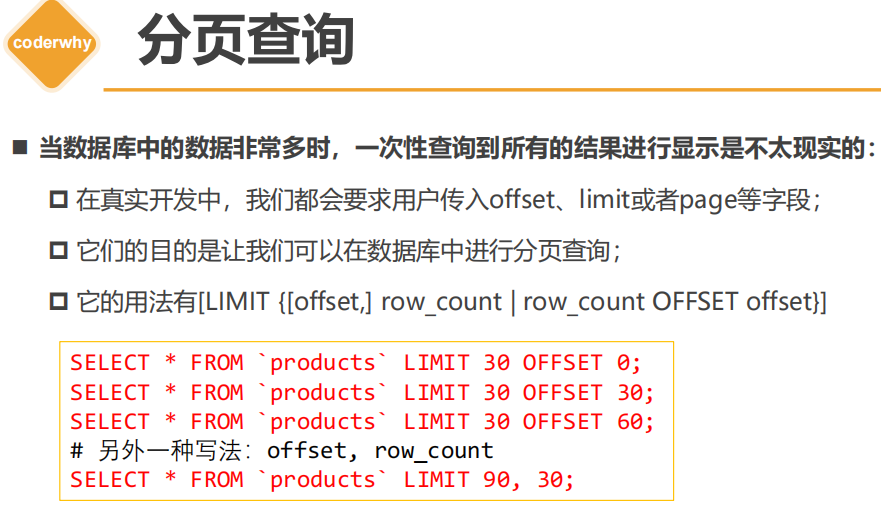 coderwhy
分页查询
当数据库中的数据非常多时，一次性查询到所有的结果进行显示是不太现实的：
在真实开发中，我们都会要求用户传入offset、limit或者page等字段；
它们的目的是让我们可以在数据库中进行分页查询；
它的用法有[LIMIT {[offset,] row_count | row_count OFFSET offset}]
SELECT * FROM `products` LIMIT 30 OFFSET 0;
SELECT * FROM `products` LIMIT 30 OFFSET 30;
SELECT * FROM `products` LIMIT 30 OFFSET 60;
# 另外一种写法：offset, row_count
SELECT * FROM `products` LIMIT 90, 30;